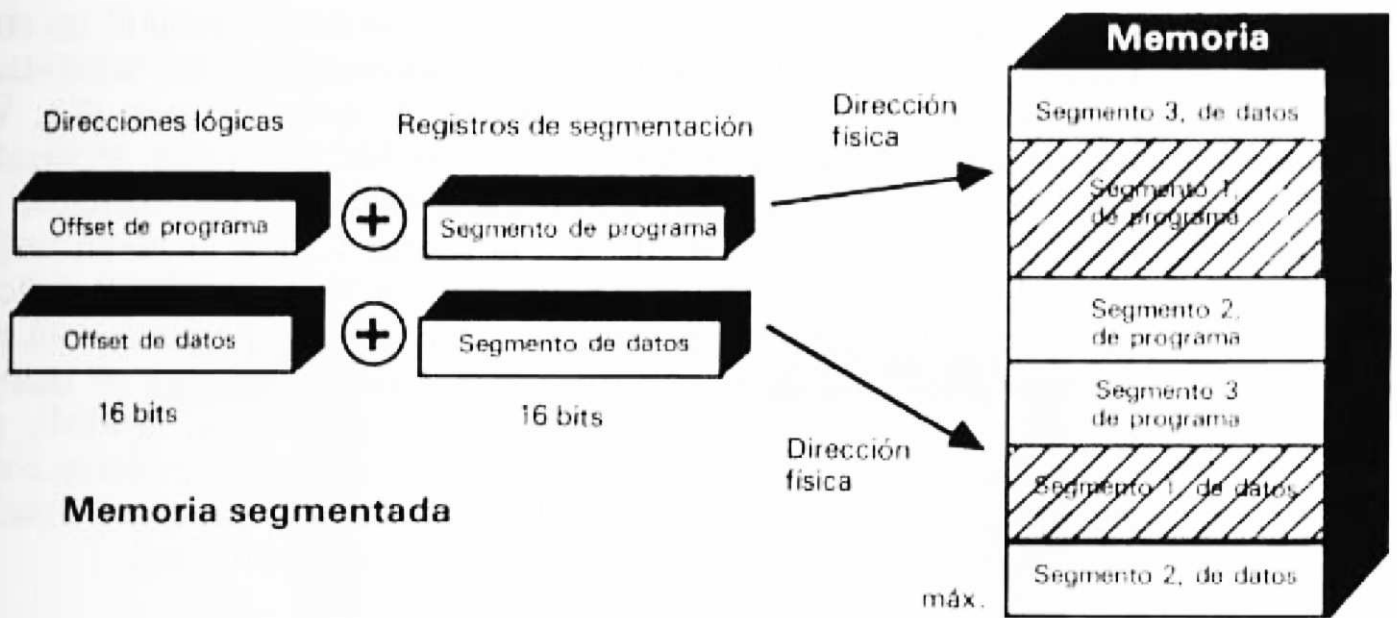 Memoria
Direcciones lógicas
Registros de segmentación
Dirección
física
Segmento 3, de datos
Offset de programa
+
Segmento de programa
Segmento 1,
de programa
Offset de datos
+
Segmento de datos
Segmento 2,
de programa
16 bits
16 bits
Segmento 3
de programa
Dirección
física
Segmento 1, de datos
Memoria segmentada
Segmento 2, de datos
máx.